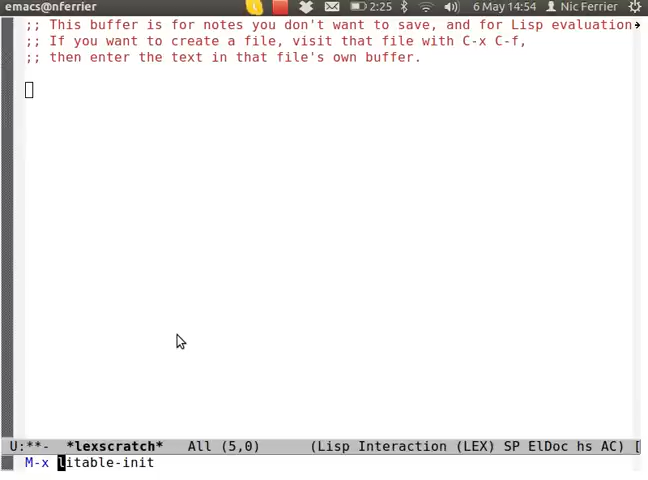 emacs@nferrier 2:25 6 May 14:54 Nic Ferrier
;; This buffer is for notes you don't want to save, and for Lisp evaluation
;; If you want to create a file, visit that file with C-x C-f,
;; then enter the text in that file's own buffer.
U:**- *lexscratch* All (5,0) (Lisp Interaction (LEX) SP ElDoc hs AC) [
M-x litable-init